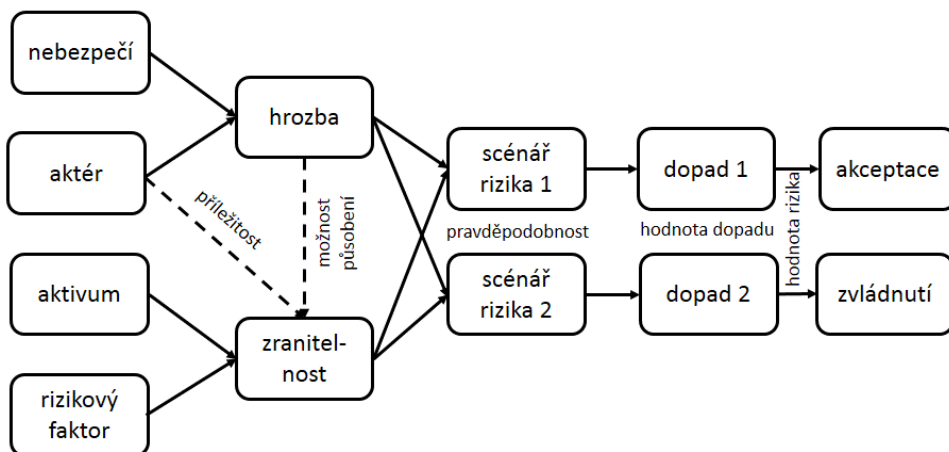 nebezpečí
hrozba
aktér
příležitost
možnost
působení
aktivum
zranitel-
nost
rizikový
faktor
scénář
rizika 1
pravděpodobnost
scénář
rizika 2
dopad 1
hodnota dopadu
dopad 2
hodnota rizika
akceptace
zvládnutí